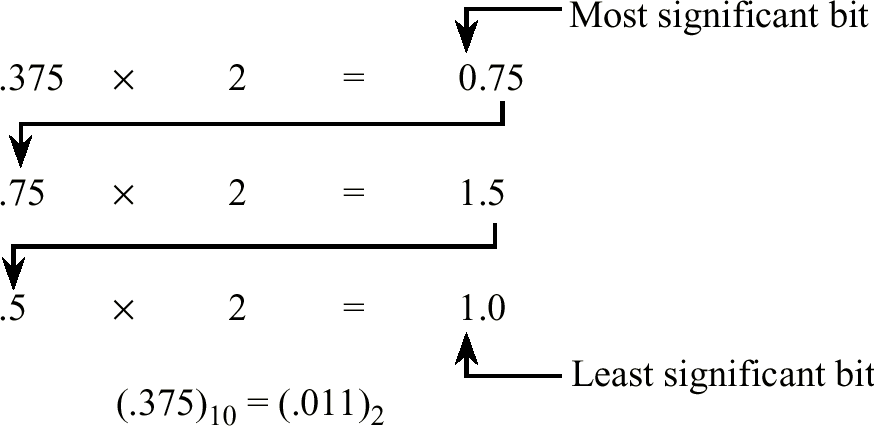 Most significant bit
.375 × 2 = 0.75
.75 × 2 = 1.5
.5 × 2 = 1.0
Least significant bit
(.375)₁₀ = (.011)₂